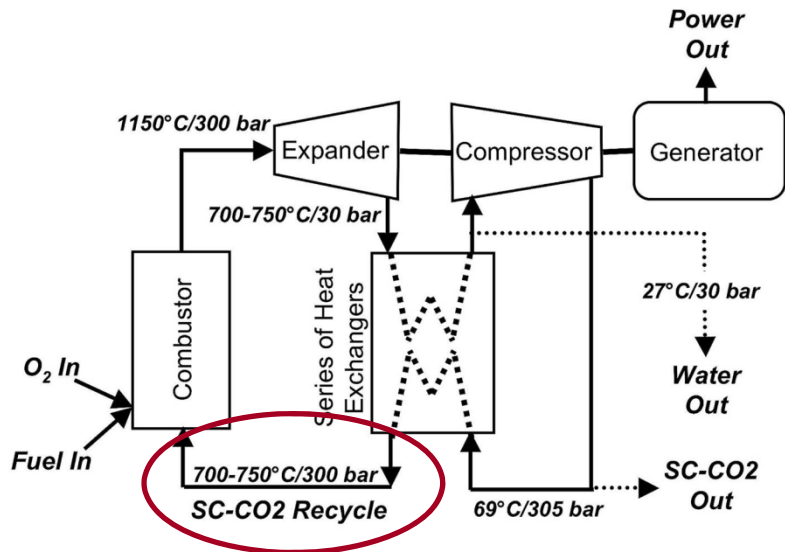 Power
Out
1150°C/300 bar
Expander
Compressor
Generator
700-750°C/30 bar
Combustor
Series of Heat
Exchangers
27°C/30 bar
O2 In
Fuel In
Water
Out
700-750°C/300 bar
SC-CO2 Recycle
69°C/305 bar
SC-CO2
Out